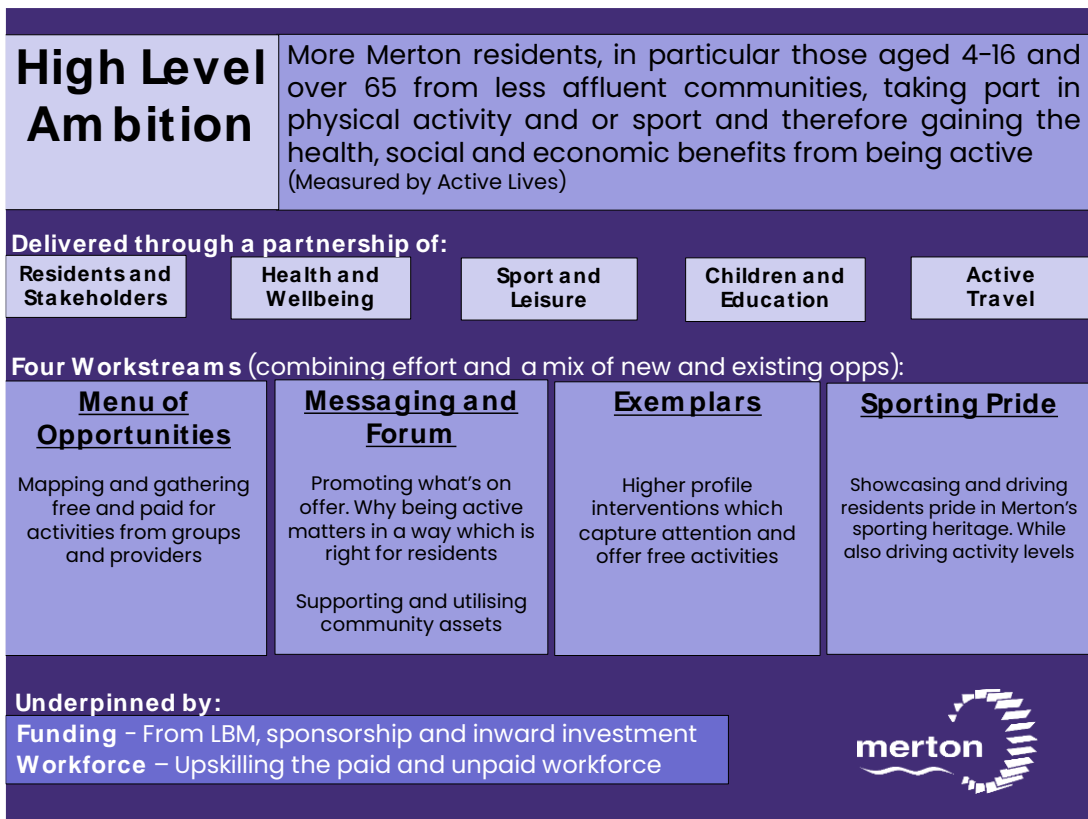 High Level
Ambition
More Merton residents, in particular those aged 4-16 and
over 65 from less affluent communities, taking part in
physical activity and or sport and therefore gaining the
health, social and economic benefits from being active
(Measured by Active Lives)
Delivered through a partnership of:
Residents and
Stakeholders
Health and
Wellbeing
Sport and
Leisure
Children and
Education
Active
Travel
Four Workstreams (combining effort and a mix of new and existing opps):
Menu of
Opportunities
Mapping and gathering
free and paid for
activities from groups
and providers
Messaging and
Forum
Promoting what’s on
offer. Why being active
matters in a way which is
right for residents
Supporting and utilising
community assets
Exemplars
Higher profile
interventions which
capture attention and
offer free activities
Sporting Pride
Showcasing and driving
residents pride in Merton’s
sporting heritage. While
also driving activity levels
Underpinned by:
Funding - From LBM, sponsorship and inward investment
Workforce – Upskilling the paid and unpaid workforce
merton